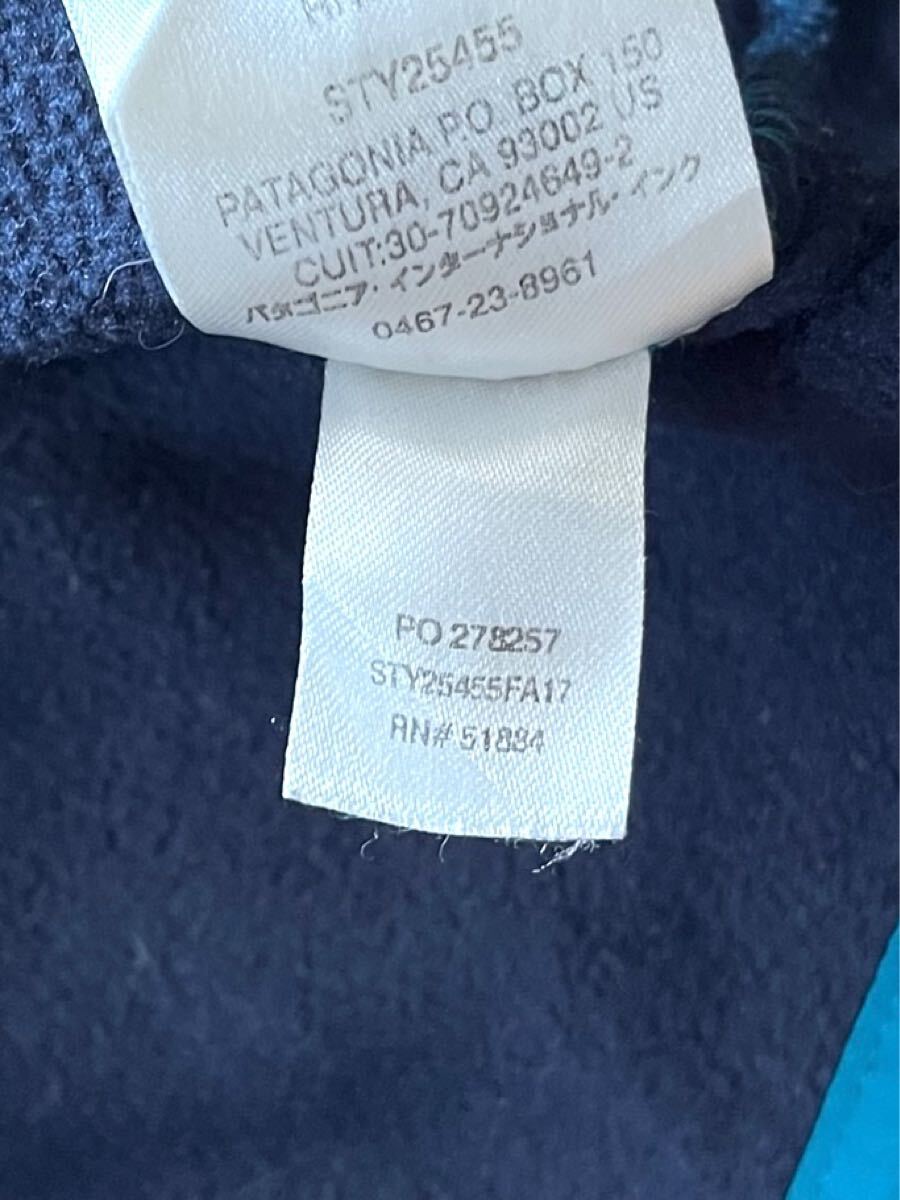 STY25455
PATAGONIA P.O. BOX 150
VENTURA, CA 93002 US
CUIT:30-70924649-2
パタゴニア・インターナショナル・インク
0467-23-8961
PO 278257
STY25455FA17
RN# 51884